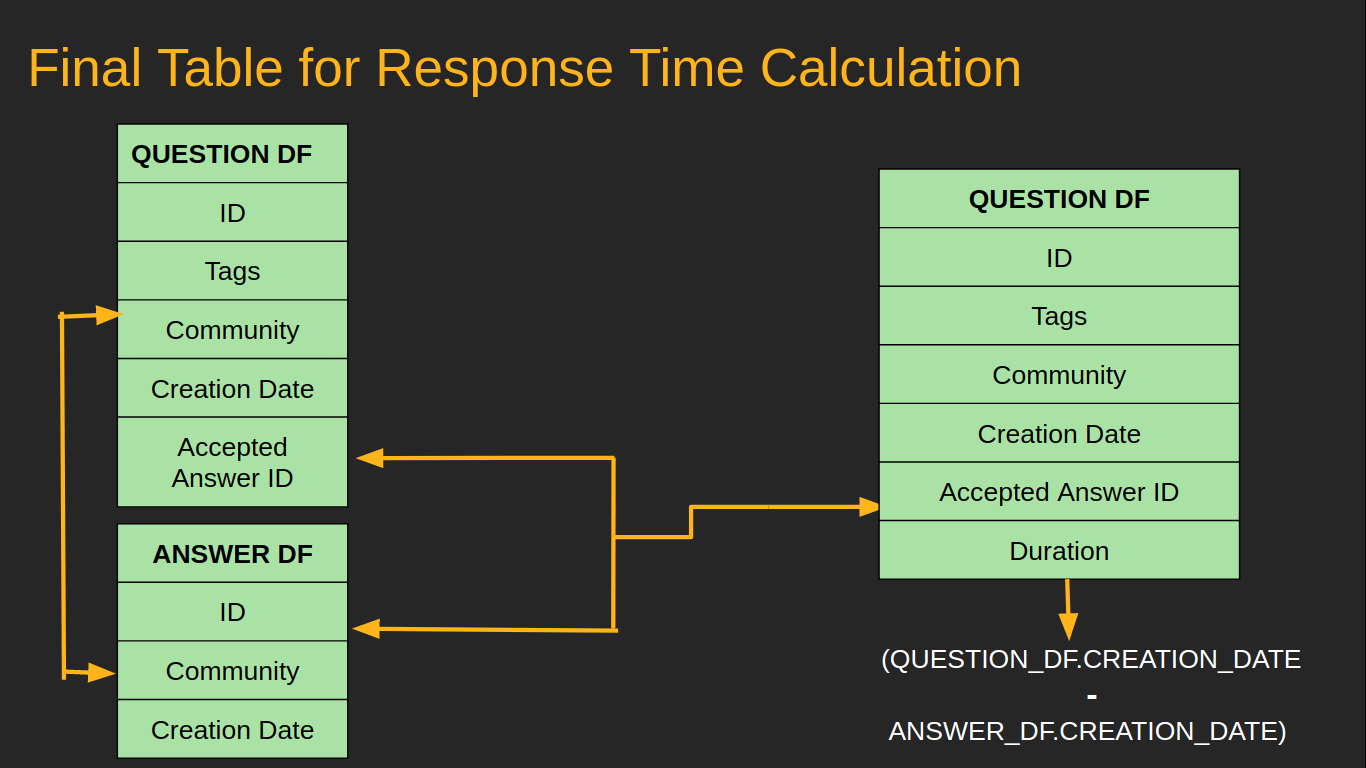 Final Table for Response Time Calculation
QUESTION DF
ID
Tags
Community
Creation Date
Accepted
Answer ID
ANSWER DF
ID
Community
Creation Date
QUESTION DF
ID
Tags
Community
Creation Date
Accepted Answer ID
Duration
(QUESTION_DF.CREATION_DATE
-
ANSWER_DF.CREATION_DATE)